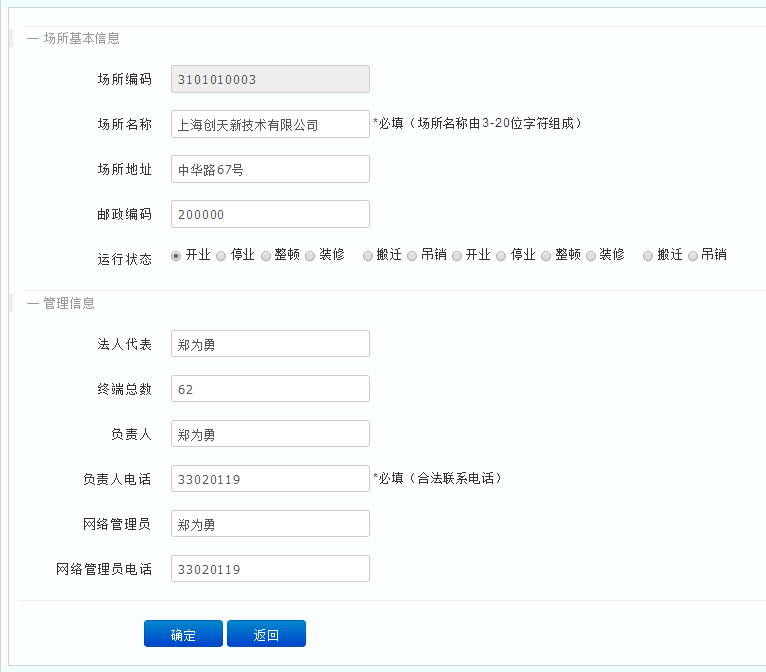 — 场所基本信息
场所编码 3101010003
场所名称 上海创天新技术有限公司 *必填（场所名称由3-20位字符组成）
场所地址 中华路67号
邮政编码 200000
运行状态 开业 停业 整顿 装修 搬迁 吊销 开业 停业 整顿 装修 搬迁 吊销
— 管理信息
法人代表 郑为勇
终端总数 62
负责人 郑为勇
负责人电话 33020119 *必填（合法联系电话）
网络管理员 郑为勇
网络管理员电话 33020119
确定 返回